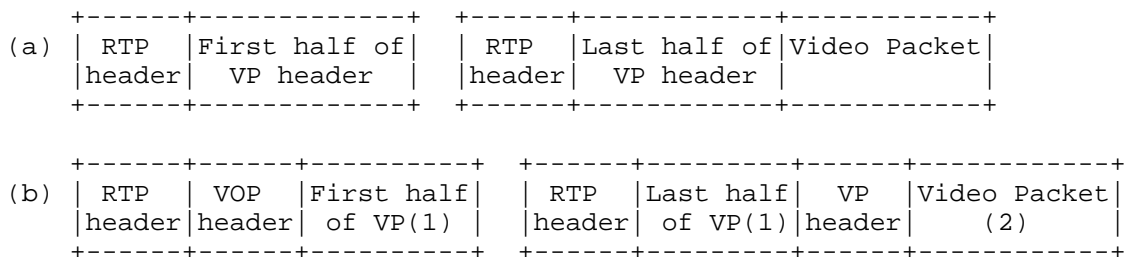 +------+-------------+  +------+------------+------------+
(a) | RTP  |First half of|  | RTP  |Last half of|Video Packet|
|header|  VP header  |  |header|  VP header |            |
+------+-------------+  +------+------------+------------+
+------+------+----------+  +------+---------+------+------------+
(b) | RTP  | VOP  |First half|  | RTP  |Last half|  VP  |Video Packet|
|header|header| of VP(1) |  |header| of VP(1)|header|    (2)     |
+------+------+----------+  +------+---------+------+------------+